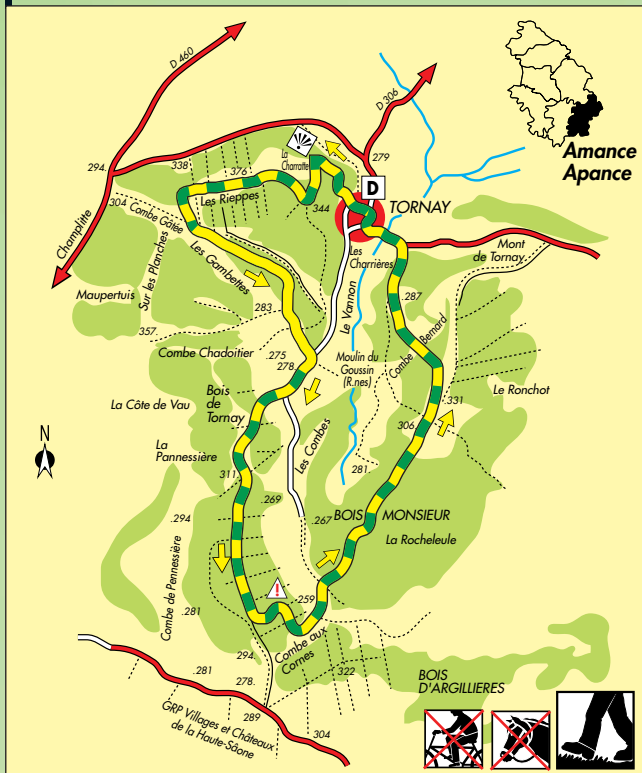 D 460
D 306
Amance
Apance
294.
338
376
La Charratte
279
D
TORNAY
304
Combe Gâtée
Les Rieppes
344
Champlitte
Sur les Planches
Les Gambettes
Les
Charrières
Mont
de Tornay
Maupertuis
283
Le Vannon
.287
357.
Combe Chadoitier
.275
278.
Moulin du
Goussin
(R.nes)
Combe Bernard
La Côte de Vau
Bois
de
Tornay
Le Ronchot
.331
N
La
Pannessière
Les Combes
306.
311.
281.
.269
.294
.267
BOIS MONSIEUR
La Rocheleule
Combe de Pennessière
.281
!
.259
Combe aux
Cornes
294.
.322
281
278.
BOIS
D'ARGILLIERES
289
GRP Villages et Châteaux
de la Haute-Sâone
304